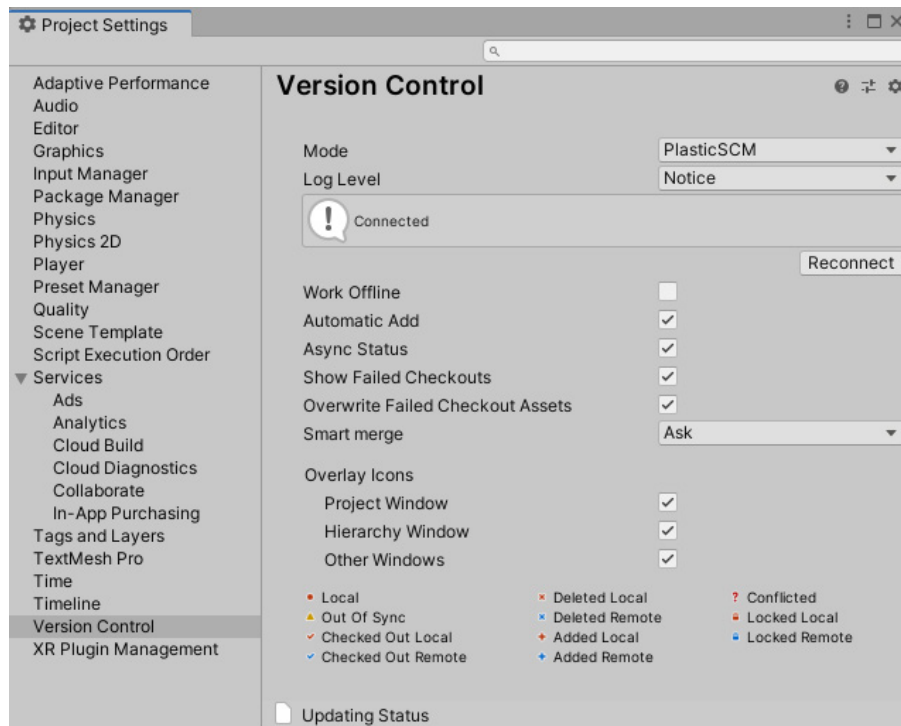 Project Settings
Adaptive Performance
Audio
Editor
Graphics
Input Manager
Package Manager
Physics
Physics 2D
Player
Preset Manager
Quality
Scene Template
Script Execution Order
Services
Ads
Analytics
Cloud Build
Cloud Diagnostics
Collaborate
In-App Purchasing
Tags and Layers
TextMesh Pro
Time
Timeline
Version Control
XR Plugin Management
Version Control
Mode PlasticSCM
Log Level Notice
Connected
Reconnect
Work Offline
Automatic Add
Async Status
Show Failed Checkouts
Overwrite Failed Checkout Assets
Smart merge Ask
Overlay Icons
Project Window
Hierarchy Window
Other Windows
Local Deleted Local Conflicted
Out Of Sync Deleted Remote Locked Local
Checked Out Local Added Local Locked Remote
Checked Out Remote Added Remote
Updating Status